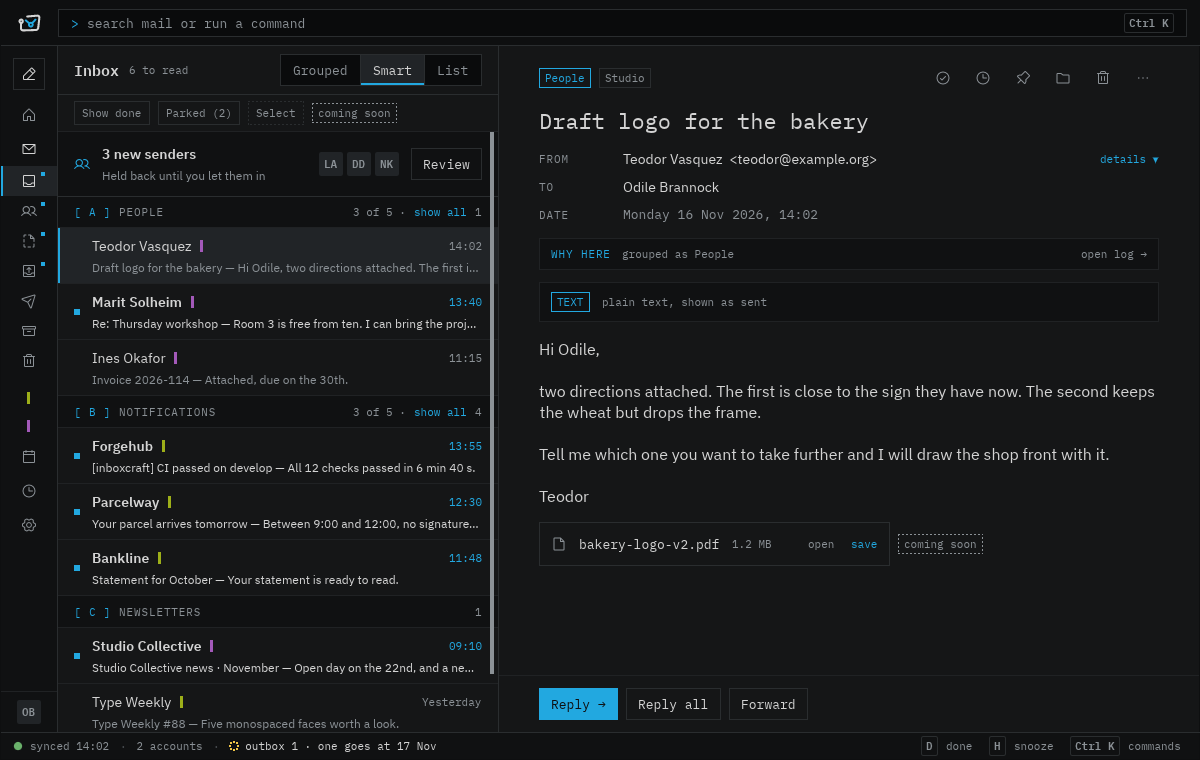 > search mail or run a command
Ctrl K
Inbox 6 to read
Grouped Smart List
Show done Parked (2) Select coming soon
3 new senders
Held back until you let them in
LA DD NK Review
[ A ] PEOPLE 3 of 5 · show all 1
Teodor Vasquez 14:02
Draft logo for the bakery — Hi Odile, two directions attached. The first i…
Marit Solheim 13:40
Re: Thursday workshop — Room 3 is free from ten. I can bring the proj…
Ines Okafor 11:15
Invoice 2026-114 — Attached, due on the 30th.
[ B ] NOTIFICATIONS 3 of 5 · show all 4
Forgehub 13:55
[inboxcraft] CI passed on develop — All 12 checks passed in 6 min 40 s.
Parcelway 12:30
Your parcel arrives tomorrow — Between 9:00 and 12:00, no signature…
Bankline 11:48
Statement for October — Your statement is ready to read.
[ C ] NEWSLETTERS 1
Studio Collective 09:10
Studio Collective news · November — Open day on the 22nd, and a ne…
Type Weekly Yesterday
Type Weekly #88 — Five monospaced faces worth a look.
People Studio
Draft logo for the bakery
FROM Teodor Vasquez <teodor@example.org> details ▾
TO Odile Brannock
DATE Monday 16 Nov 2026, 14:02
WHY HERE grouped as People open log →
TEXT plain text, shown as sent
Hi Odile,
two directions attached. The first is close to the sign they have now. The second keeps
the wheat but drops the frame.
Tell me which one you want to take further and I will draw the shop front with it.
Teodor
bakery-logo-v2.pdf 1.2 MB open save coming soon
Reply → Reply all Forward
OB
synced 14:02 · 2 accounts · outbox 1 · one goes at 17 Nov
D done H snooze Ctrl K commands